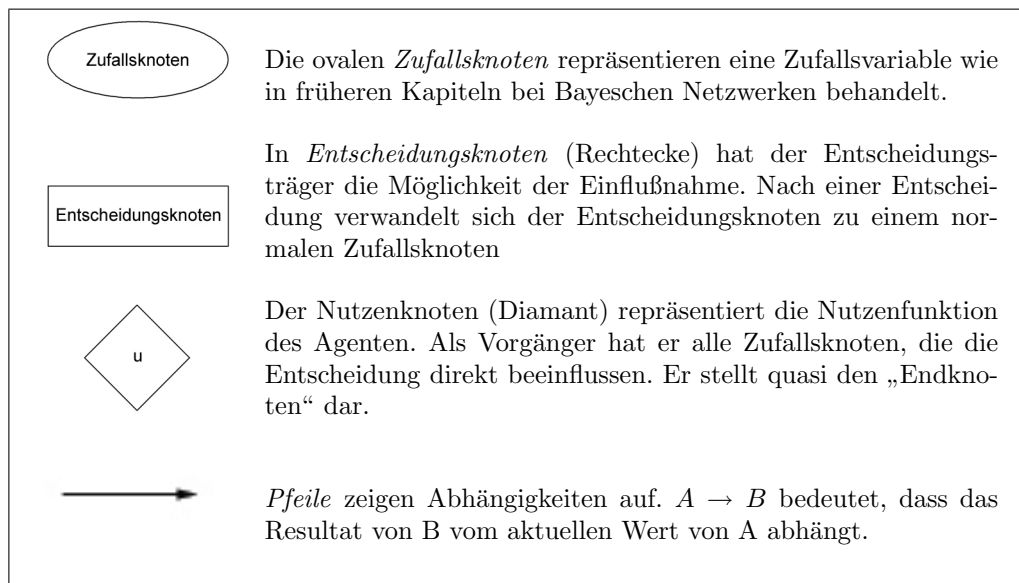 Zufallsknoten
Die ovalen Zufallsknoten repräsentieren eine Zufallsvariable wie
in früheren Kapiteln bei Bayeschen Netzwerken behandelt.
In Entscheidungsknoten (Rechtecke) hat der Entscheidungs-
träger die Möglichkeit der Einflußnahme. Nach einer Entschei-
Entscheidungsknoten
dung verwandelt sich der Entscheidungsknoten zu einem nor-
malen Zufallsknoten
Der Nutzenknoten (Diamant) repräsentiert die Nutzenfunktion
des Agenten. Als Vorgänger hat er alle Zufallsknoten, die die
u
Entscheidung direkt beeinflussen. Er stellt quasi den „Endkno-
ten“ dar.
Pfeile zeigen Abhängigkeiten auf. A → B bedeutet, dass das
Resultat von B vom aktuellen Wert von A abhängt.